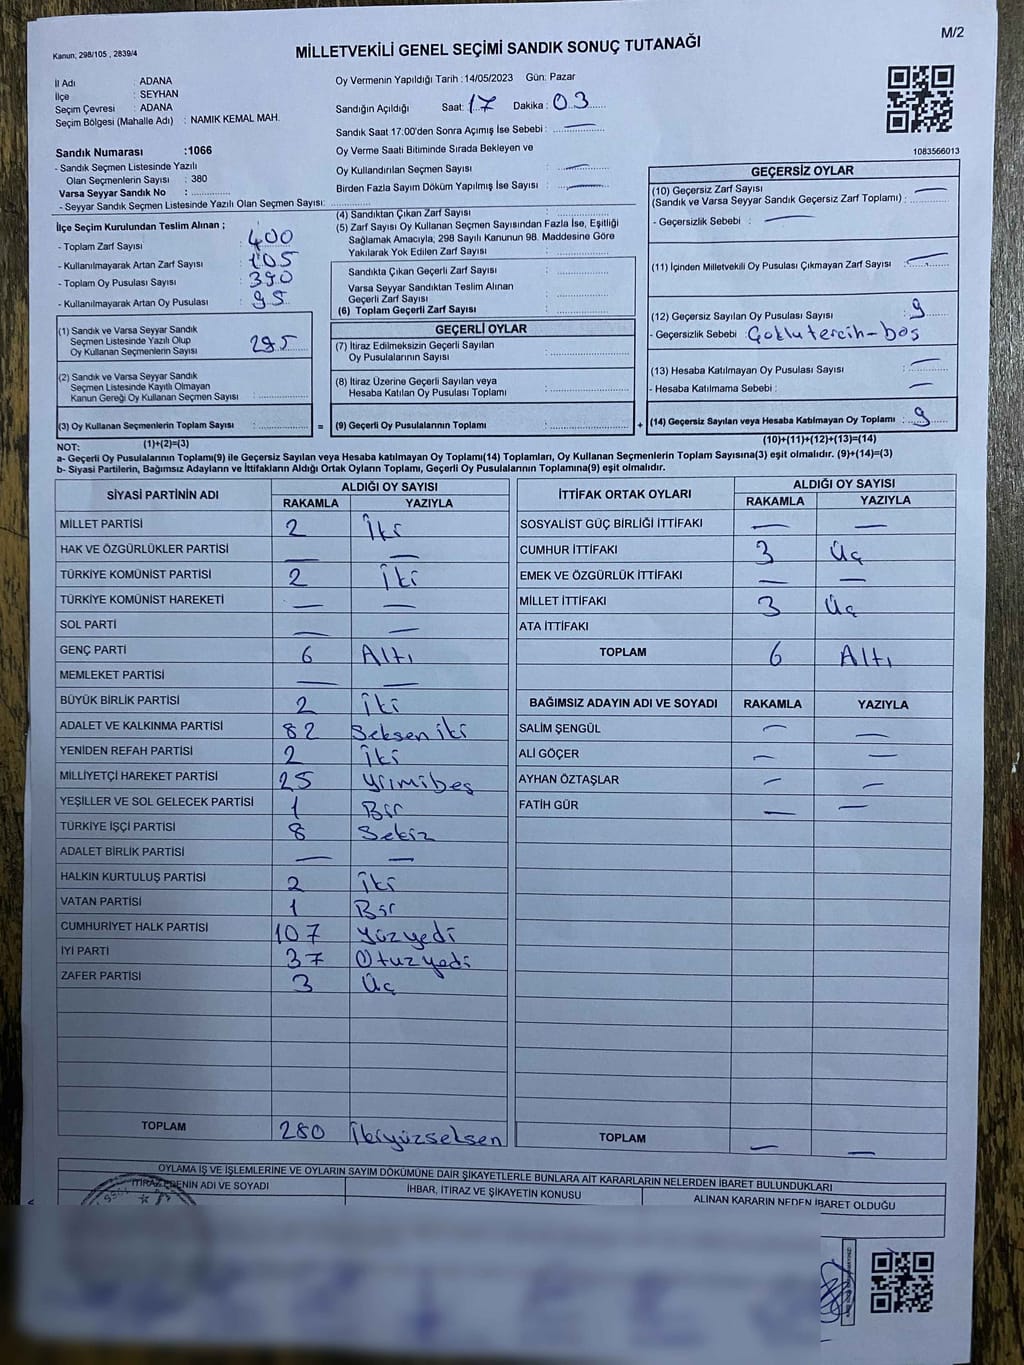 Kanun, 298/105 , 2839/4
MİLLETVEKİLİ GENEL SEÇİMİ SANDIK SONUÇ TUTANAĞI
M/2
İl Adı : ADANA
İlçe : SEYHAN
Seçim Çevresi : ADANA
Seçim Bölgesi (Mahalle Adı) : NAMIK KEMAL MAH.
Sandık Numarası :1066
- Sandık Seçmen Listesinde Yazılı
Olan Seçmenlerin Sayısı : 380
Varsa Seyyar Sandık No :
- Seyyar Sandık Seçmen Listesinde Yazılı Olan Seçmen Sayısı:
Oy Vermenin Yapıldığı Tarih :14/05/2023 Gün: Pazar
Sandığın Açıldığı Saat: 17 Dakika : 03
Sandık Saat 17:00'den Sonra Açımış İse Sebebi : —
Oy Verme Saati Bitiminde Sırada Bekleyen ve
Oy Kullandırılan Seçmen Sayısı : —
Birden Fazla Sayım Döküm Yapılmış İse Sayısı : —
1083566013
İlçe Seçim Kurulundan Teslim Alınan ;
- Toplam Zarf Sayısı : 400
- Kullanılmayarak Artan Zarf Sayısı : 105
- Toplam Oy Pusulası Sayısı : 390
- Kullanılmayarak Artan Oy Pusulası : 95
(1) Sandık ve Varsa Seyyar Sandık
Seçmen Listesinde Yazılı Olup
Oy Kullanan Seçmenlerin Sayısı 295
(2) Sandık ve Varsa Seyyar Sandık
Seçmen Listesinde Kayıtlı Olmayan
Kanun Gereği Oy Kullanan Seçmen Sayısı :
(3) Oy Kullanan Seçmenlerin Toplam Sayısı :
(1)+(2)=(3)
(4) Sandıktan Çıkan Zarf Sayısı :
(5) Zarf Sayısı Oy Kullanan Seçmen Sayısından Fazla İse, Eşitliği
Sağlamak Amacıyla, 298 Sayılı Kanunun 98. Maddesine Göre
Yakılarak Yok Edilen Zarf Sayısı :
Sandıkta Çıkan Geçerli Zarf Sayısı :
Varsa Seyyar Sandıktan Teslim Alınan
Geçerli Zarf Sayısı :
(6) Toplam Geçerli Zarf Sayısı :
GEÇERLİ OYLAR
(7) İtiraz Edilmeksizin Geçerli Sayılan
Oy Pusulalarının Sayısı :
(8) İtiraz Üzerine Geçerli Sayılan veya
Hesaba Katılan Oy Pusulası Toplamı :
= (9) Geçerli Oy Pusulalarının Toplamı : +
GEÇERSİZ OYLAR
(10) Geçersiz Zarf Sayısı —
(Sandık ve Varsa Seyyar Sandık Geçersiz Zarf Toplamı) :
- Geçersizlik Sebebi : —
(11) İçinden Milletvekili Oy Pusulası Çıkmayan Zarf Sayısı : —
(12) Geçersiz Sayılan Oy Pusulası Sayısı : 9
- Geçersizlik Sebebi : Çoklu tercih-boş
(13) Hesaba Katılmayan Oy Pusulası Sayısı : —
- Hesaba Katılmama Sebebi : —
(14) Geçersiz Sayılan veya Hesaba Katılmayan Oy Toplamı : 9
(10)+(11)+(12)+(13)=(14)
NOT:
a- Geçerli Oy Pusulalarının Toplamı(9) ile Geçersiz Sayılan veya Hesaba Katılmayan Oy Toplamı(14) Toplamları, Oy Kullanan Seçmenlerin Toplam Sayısına(3) eşit olmalıdır. (9)+(14)=(3)
b- Siyasi Partilerin, Bağımsız Adayların ve İttifakların Aldığı Ortak Oyların Toplamı, Geçerli Oy Pusulalarının Toplamına(9) eşit olmalıdır.
SİYASİ PARTİNİN ADI ALDIĞI OY SAYISI
RAKAMLA YAZIYLA
MİLLET PARTİSİ 2 İki
HAK VE ÖZGÜRLÜKLER PARTİSİ — —
TÜRKİYE KOMÜNİST PARTİSİ 2 İki
TÜRKİYE KOMÜNİST HAREKETİ — —
SOL PARTİ — —
GENÇ PARTİ 6 Altı
MEMLEKET PARTİSİ — —
BÜYÜK BİRLİK PARTİSİ 2 İki
ADALET VE KALKINMA PARTİSİ 82 Seksen iki
YENİDEN REFAH PARTİSİ 2 İki
MİLLİYETÇİ HAREKET PARTİSİ 25 Yrimibeş
YEŞİLLER VE SOL GELECEK PARTİSİ 1 Bir
TÜRKİYE İŞÇİ PARTİSİ 8 Sekiz
ADALET BİRLİK PARTİSİ — —
HALKIN KURTULUŞ PARTİSİ 2 İki
VATAN PARTİSİ 1 Bir
CUMHURİYET HALK PARTİSİ 107 Yüzyedi
İYİ PARTİ 37 Otuzyedi
ZAFER PARTİSİ 3 Üç
TOPLAM 280 İkiyüzseksen
İTTİFAK ORTAK OYLARI ALDIĞI OY SAYISI
RAKAMLA YAZIYLA
SOSYALİST GÜÇ BİRLİĞİ İTTİFAKI — —
CUMHUR İTTİFAKI 3 Üç
EMEK VE ÖZGÜRLÜK İTTİFAKI — —
MİLLET İTTİFAKI 3 Üç
ATA İTTİFAKI
TOPLAM 6 Altı
BAĞIMSIZ ADAYIN ADI VE SOYADI RAKAMLA YAZIYLA
SALİM ŞENGÜL — —
ALİ GÖÇER — —
AYHAN ÖZTAŞLAR — —
FATİH GÜR — —
TOPLAM — —
OYLAMA İŞ VE İŞLEMLERİNE VE OYLARIN SAYIM DÖKÜMÜNE DAİR ŞİKAYETLERLE BUNLARA AİT KARARLARIN NELERDEN İBARET BULUNDUKLARI
İTİRAZ EDENİN ADI VE SOYADI İHBAR, İTİRAZ VE ŞİKAYETİN KONUSU ALINAN KARARIN NEDEN İBARET OLDUĞU